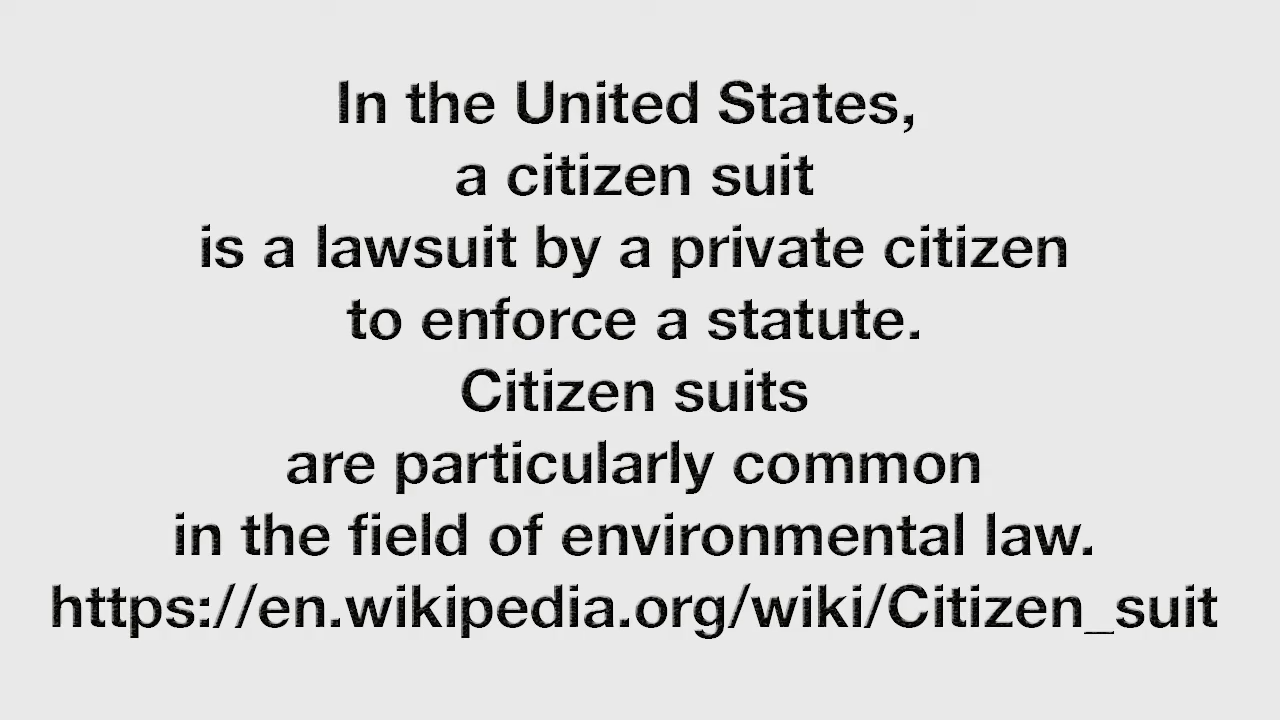 In the United States,
a citizen suit
is a lawsuit by a private citizen
to enforce a statute.
Citizen suits
are particularly common
in the field of environmental law.
https://en.wikipedia.org/wiki/Citizen_suit